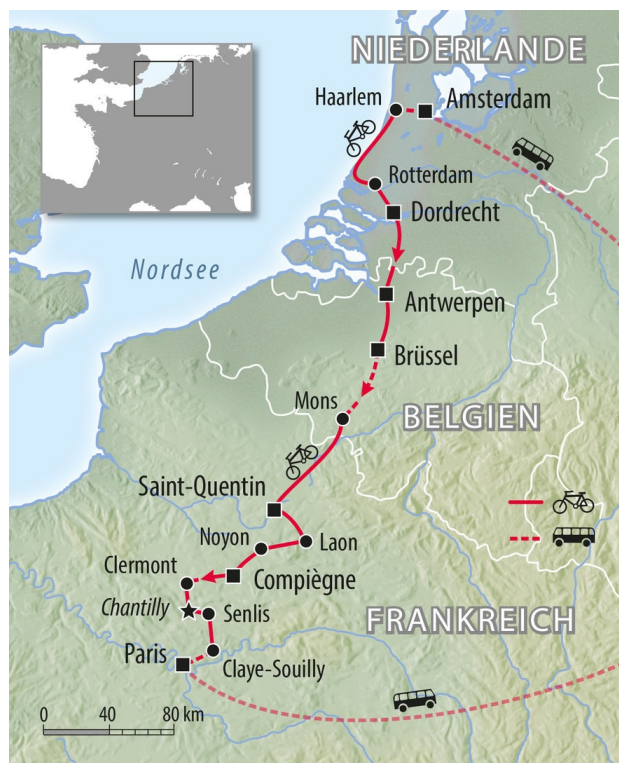 NIEDERLANDE
Haarlem
Amsterdam
Rotterdam
Dordrecht
Nordsee
Antwerpen
Brüssel
Mons
BELGIEN
Saint-Quentin
Noyon
Laon
Clermont
Compiègne
Chantilly
Senlis
FRANKREICH
Paris
Claye-Souilly
0 40 80 km